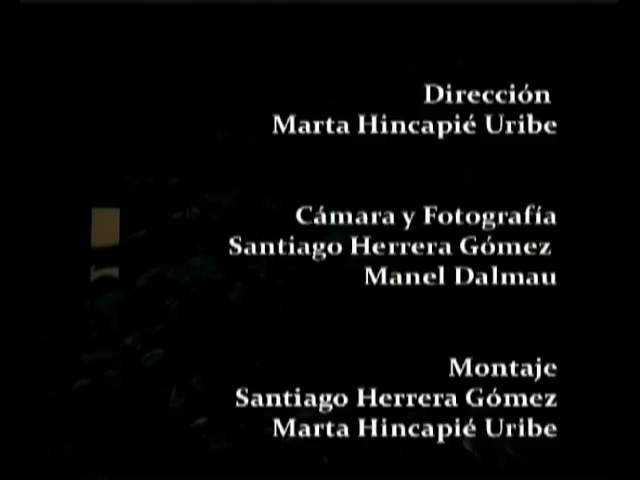 Dirección
Marta Hincapié Uribe
Cámara y Fotografía
Santiago Herrera Gómez
Manel Dalmau
Montaje
Santiago Herrera Gómez
Marta Hincapié Uribe